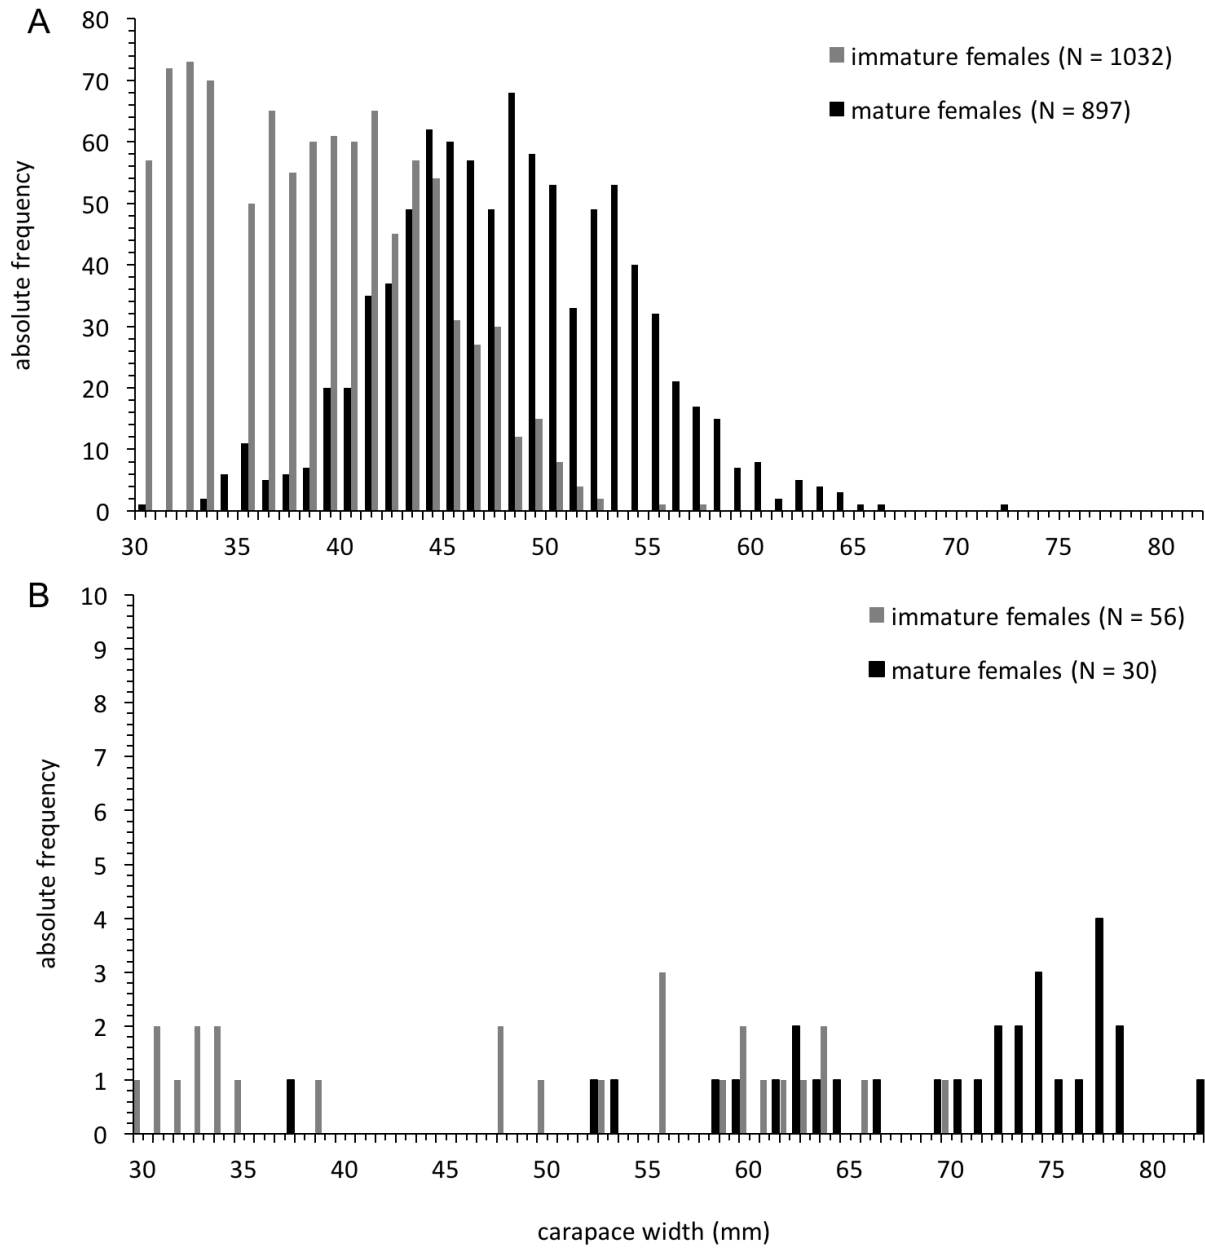 A
80
70
60
50
40
30
20
10
0
absolute frequency
immature females (N = 1032)
mature females (N = 897)
30 35 40 45 50 55 60 65 70 75 80
B
10
9
8
7
6
5
4
3
2
1
0
absolute frequency
immature females (N = 56)
mature females (N = 30)
30 35 40 45 50 55 60 65 70 75 80
carapace width (mm)